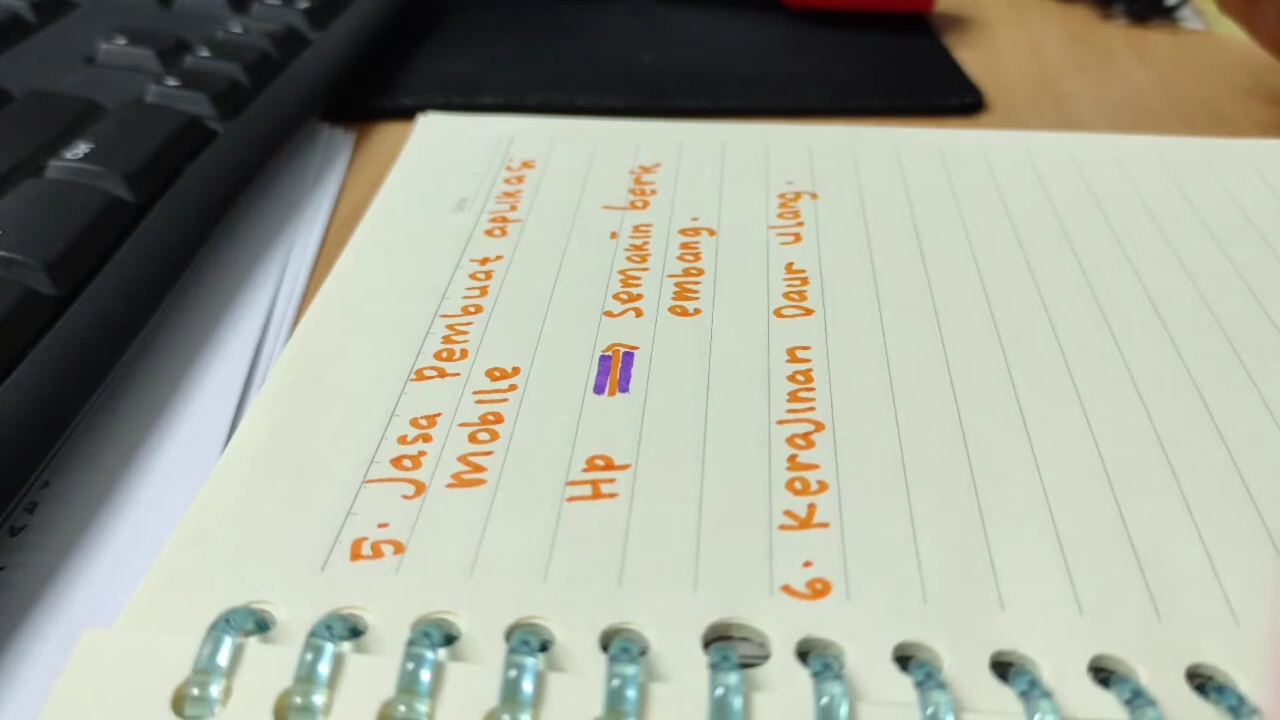 5. Jasa pembuat aplikasi
mobile
Hp ⇒ semakin berk
embang.
6. Kerajinan Daur ulang.